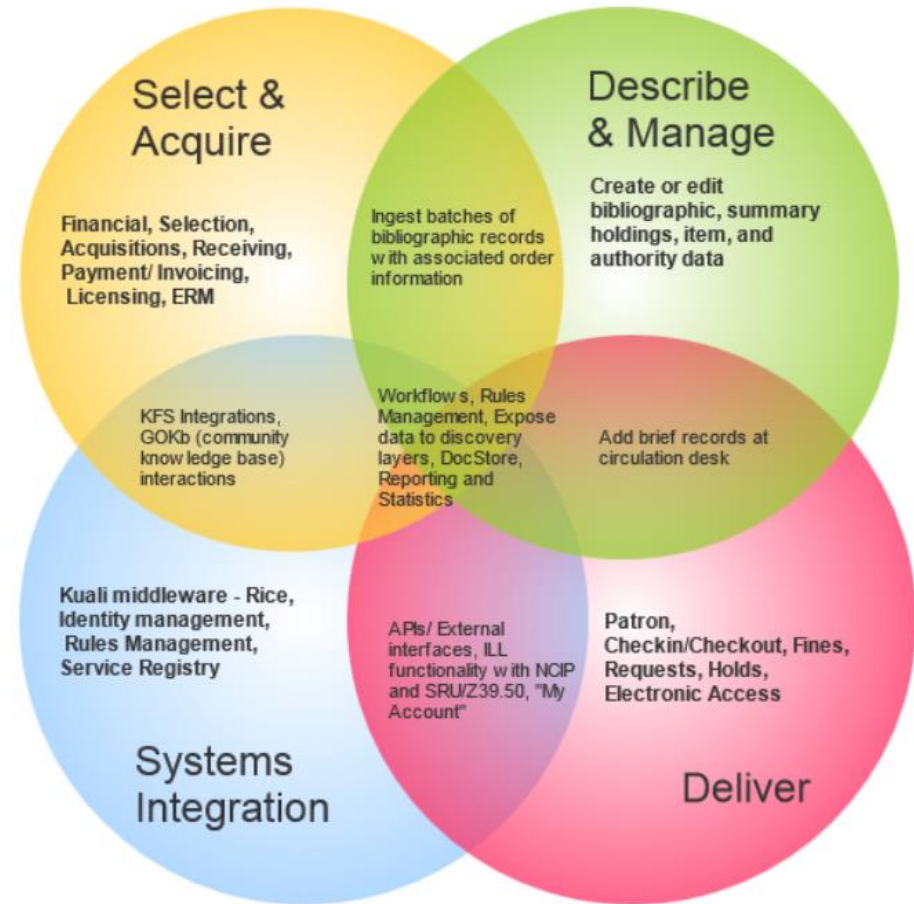 Select &
Acquire
Financial, Selection,
Acquisitions, Receiving,
Payment/ Invoicing,
Licensing, ERM
Ingest batches of
bibliographic records
with associated order
information
Describe
& Manage
Create or edit
bibliographic, summary
holdings, item, and
authority data
KFS Integrations,
GOKb (community
knowledge base)
interactions
Workflows, Rules
Management, Expose
data to discovery
layers, DocStore,
Reporting and
Statistics
Add brief records at
circulation desk
Kuali middleware - Rice,
Identity management,
Rules Management,
Service Registry
APIs/ External
interfaces, ILL
functionality with NCIP
and SRU/Z39.50, "My
Account"
Patron,
Checkin/Checkout, Fines,
Requests, Holds,
Electronic Access
Systems
Integration
Deliver